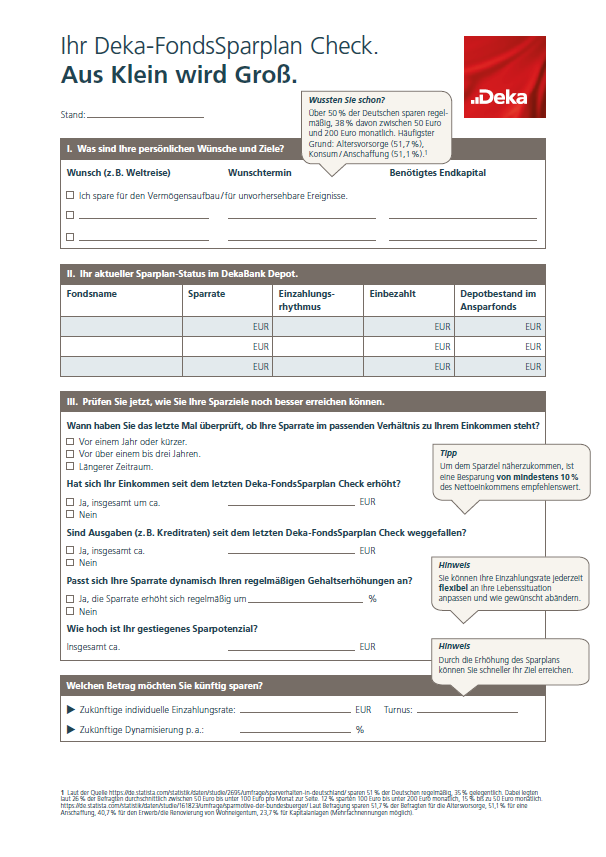 Ihr Deka-FondsSparplan Check.
Aus Klein wird Groß.
Deka
Stand:
Wussten Sie schon?
Über 50 % der Deutschen sparen regel-
mäßig, 38 % davon zwischen 50 Euro
und 200 Euro monatlich. Häufigster
Grund: Altersvorsorge (51,7 %),
Konsum/Anschaffung (51,1 %).1
I. Was sind Ihre persönlichen Wünsche und Ziele?
Wunsch (z. B. Weltreise) Wunschtermin Benötigtes Endkapital
Ich spare für den Vermögensaufbau/für unvorhersehbare Ereignisse.
II. Ihr aktueller Sparplan-Status im DekaBank Depot.
Fondsname Sparrate Einzahlungs- Einbezahlt Depotbestand im
rhythmus Ansparfonds
EUR EUR EUR
EUR EUR EUR
EUR EUR EUR
III. Prüfen Sie jetzt, wie Sie Ihre Sparziele noch besser erreichen können.
Wann haben Sie das letzte Mal überprüft, ob Ihre Sparrate im passenden Verhältnis zu Ihrem Einkommen steht?
Vor einem Jahr oder kürzer.
Vor über einem bis drei Jahren.
Längerer Zeitraum.
Tipp
Um dem Sparziel näherzukommen, ist
eine Besparung von mindestens 10 %
des Nettoeinkommens empfehlenswert.
Hat sich Ihr Einkommen seit dem letzten Deka-FondsSparplan Check erhöht?
Ja, insgesamt um ca. EUR
Nein
Sind Ausgaben (z. B. Kreditraten) seit dem letzten Deka-FondsSparplan Check weggefallen?
Ja, insgesamt ca. EUR
Nein
Hinweis
Sie können Ihre Einzahlungsrate jederzeit
flexibel an Ihre Lebenssituation
anpassen und wie gewünscht abändern.
Passt sich Ihre Sparrate dynamisch Ihren regelmäßigen Gehaltserhöhungen an?
Ja, die Sparrate erhöht sich regelmäßig um %
Nein
Wie hoch ist Ihr gestiegenes Sparpotenzial?
Insgesamt ca. EUR
Hinweis
Durch die Erhöhung des Sparplans
können Sie schneller Ihr Ziel erreichen.
Welchen Betrag möchten Sie künftig sparen?
Zukünftige individuelle Einzahlungsrate: EUR Turnus:
Zukünftige Dynamisierung p. a.: %
1 Laut der Quelle https://de.statista.com/statistik/daten/studie/2695/umfrage/sparverhalten-in-deutschland/ sparen 51 % der Deutschen regelmäßig, 35 % gelegentlich. Dabei legten
laut 26 % der Befragten durchschnittlich zwischen 50 Euro bis unter 100 Euro pro Monat zur Seite. 12 % sparten 100 Euro bis unter 200 Euro monatlich, 15 % bis zu 50 Euro monatlich.
https://de.statista.com/statistik/daten/studie/161823/umfrage/sparmotive-der-bundesbuerger/ Laut Befragung sparen 51,7 % der Befragten für die Altersvorsorge, 51,1 % für eine
Anschaffung, 40,7 % für den Erwerb/die Renovierung von Wohneigentum, 23,7 % für Kapitalanlagen (Mehrfachnennungen möglich).